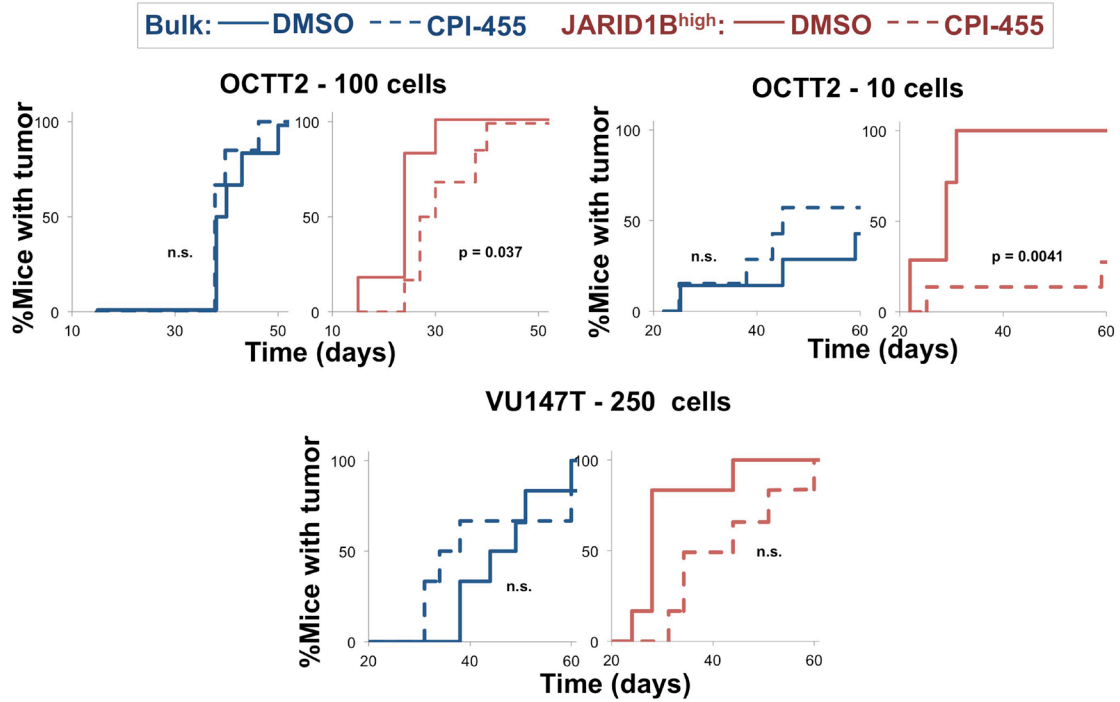 Bulk: DMSO CPI-455 JARID1Bhigh: DMSO CPI-455
OCTT2 - 100 cells
%Mice with tumor
100
50
0
10
30
50
n.s.
100
50
0
10
30
50
p = 0.037
Time (days)
OCTT2 - 10 cells
%Mice with tumor
100
50
0
20
40
60
n.s.
100
50
0
20
40
60
p = 0.0041
Time (days)
VU147T - 250 cells
%Mice with tumor
100
50
0
20
40
60
n.s.
100
50
0
20
40
60
n.s.
Time (days)